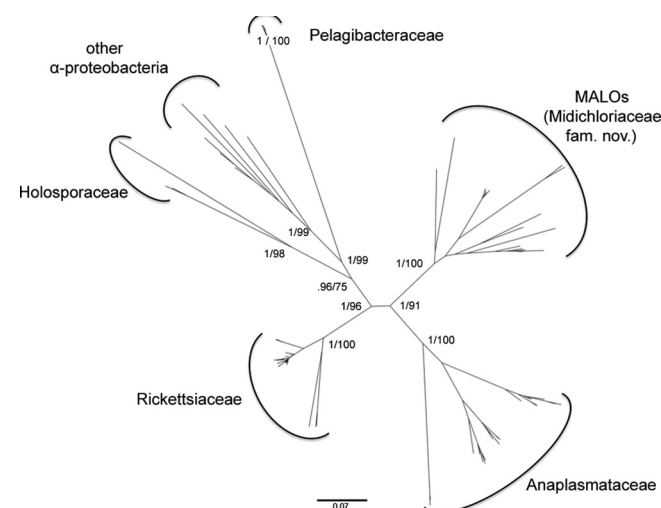 Pelagibacteraceae
1 / 100
other
α-proteobacteria
MALOs
(Midichloriaceae
fam. nov.)
Holosporaceae
1/99
1/98
1/99
1/100
.96/75
1/96
1/91
1/100
1/100
Rickettsiaceae
Anaplasmataceae
0.07